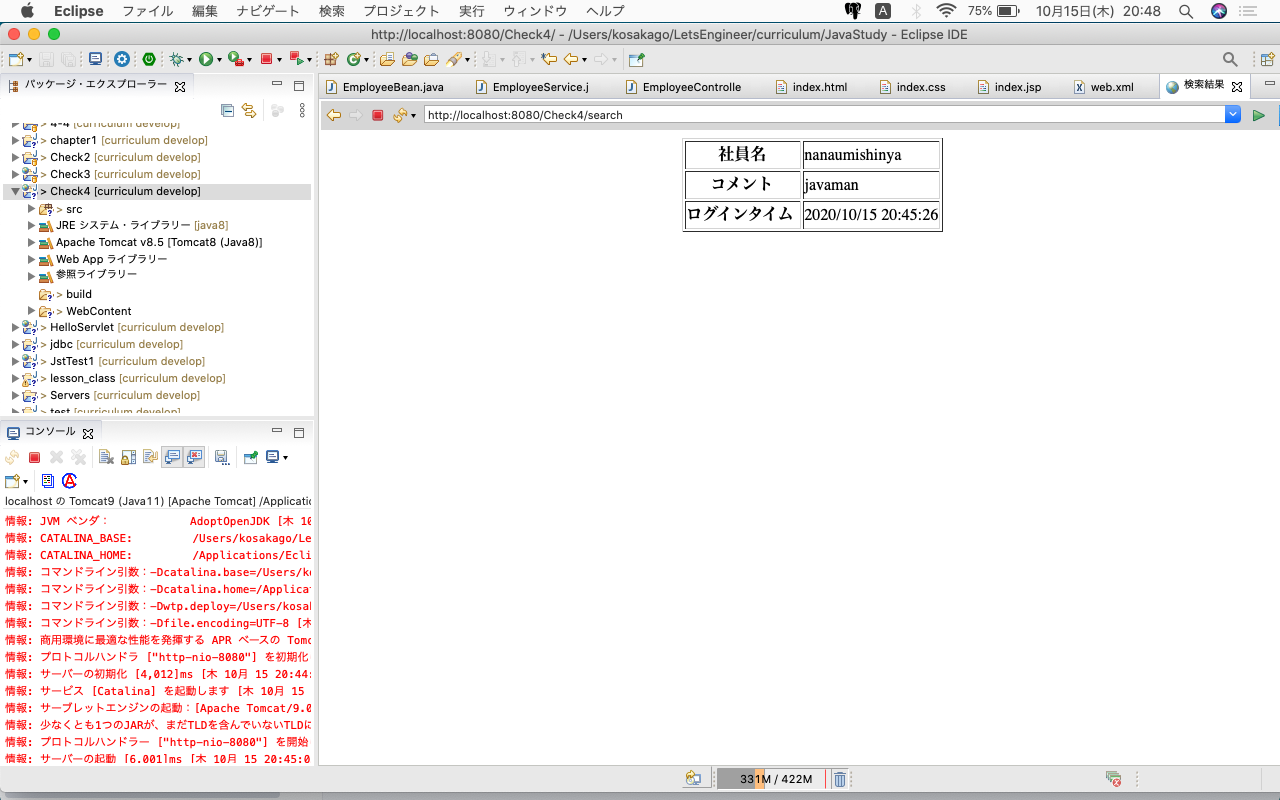 Eclipse ファイル 編集 ナビゲート 検索 プロジェクト 実行 ウィンドウ ヘルプ A 75% 10月15日(木) 20:48
http://localhost:8080/Check4/ - /Users/kosakago/LetsEngineer/curriculum/JavaStudy - Eclipse IDE
パッケージ・エクスプローラー
4-4 [curriculum develop]
> chapter1 [curriculum develop]
> Check2 [curriculum develop]
> Check3 [curriculum develop]
> Check4 [curriculum develop]
> src
JRE システム・ライブラリー [java8]
Apache Tomcat v8.5 [Tomcat8 (Java8)]
Web App ライブラリー
参照ライブラリー
> build
> WebContent
> HelloServlet [curriculum develop]
> jdbc [curriculum develop]
> JstTest1 [curriculum develop]
> lesson_class [curriculum develop]
> Servers [curriculum develop]
> test [curriculum develop]
コンソール
localhost の Tomcat9 (Java11) [Apache Tomcat] /Applicatio
情報: JVM ベンダ: AdoptOpenJDK [木 10
情報: CATALINA_BASE: /Users/kosakago/Le
情報: CATALINA_HOME: /Applications/Ecli
情報: コマンドライン引数：-Dcatalina.base=/Users/ko
情報: コマンドライン引数：-Dcatalina.home=/Applicat
情報: コマンドライン引数：-Dwtp.deploy=/Users/kosak
情報: コマンドライン引数：-Dfile.encoding=UTF-8 [木
情報: 商用環境に最適な性能を発揮する APR ベースの Tomc
情報: プロトコルハンドラ ["http-nio-8080"] を初期化
情報: サーバーの初期化 [4,012]ms [木 10月 15 20:44:
情報: サービス [Catalina] を起動します [木 10月 15
情報: サーブレットエンジンの起動：[Apache Tomcat/9.0
情報: 少なくとも1つのJARが、まだTLDを含んでいないTLDに
情報: プロトコルハンドラー ["http-nio-8080"] を開始
情報: サーバーの起動 [6,001]ms [木 10月 15 20:45:0
EmployeeBean.java EmployeeService.j EmployeeControlle index.html index.css index.jsp web.xml 検索結果
http://localhost:8080/Check4/search
社員名 nanaumishinya
コメント javaman
ログインタイム 2020/10/15 20:45:26
331M / 422M